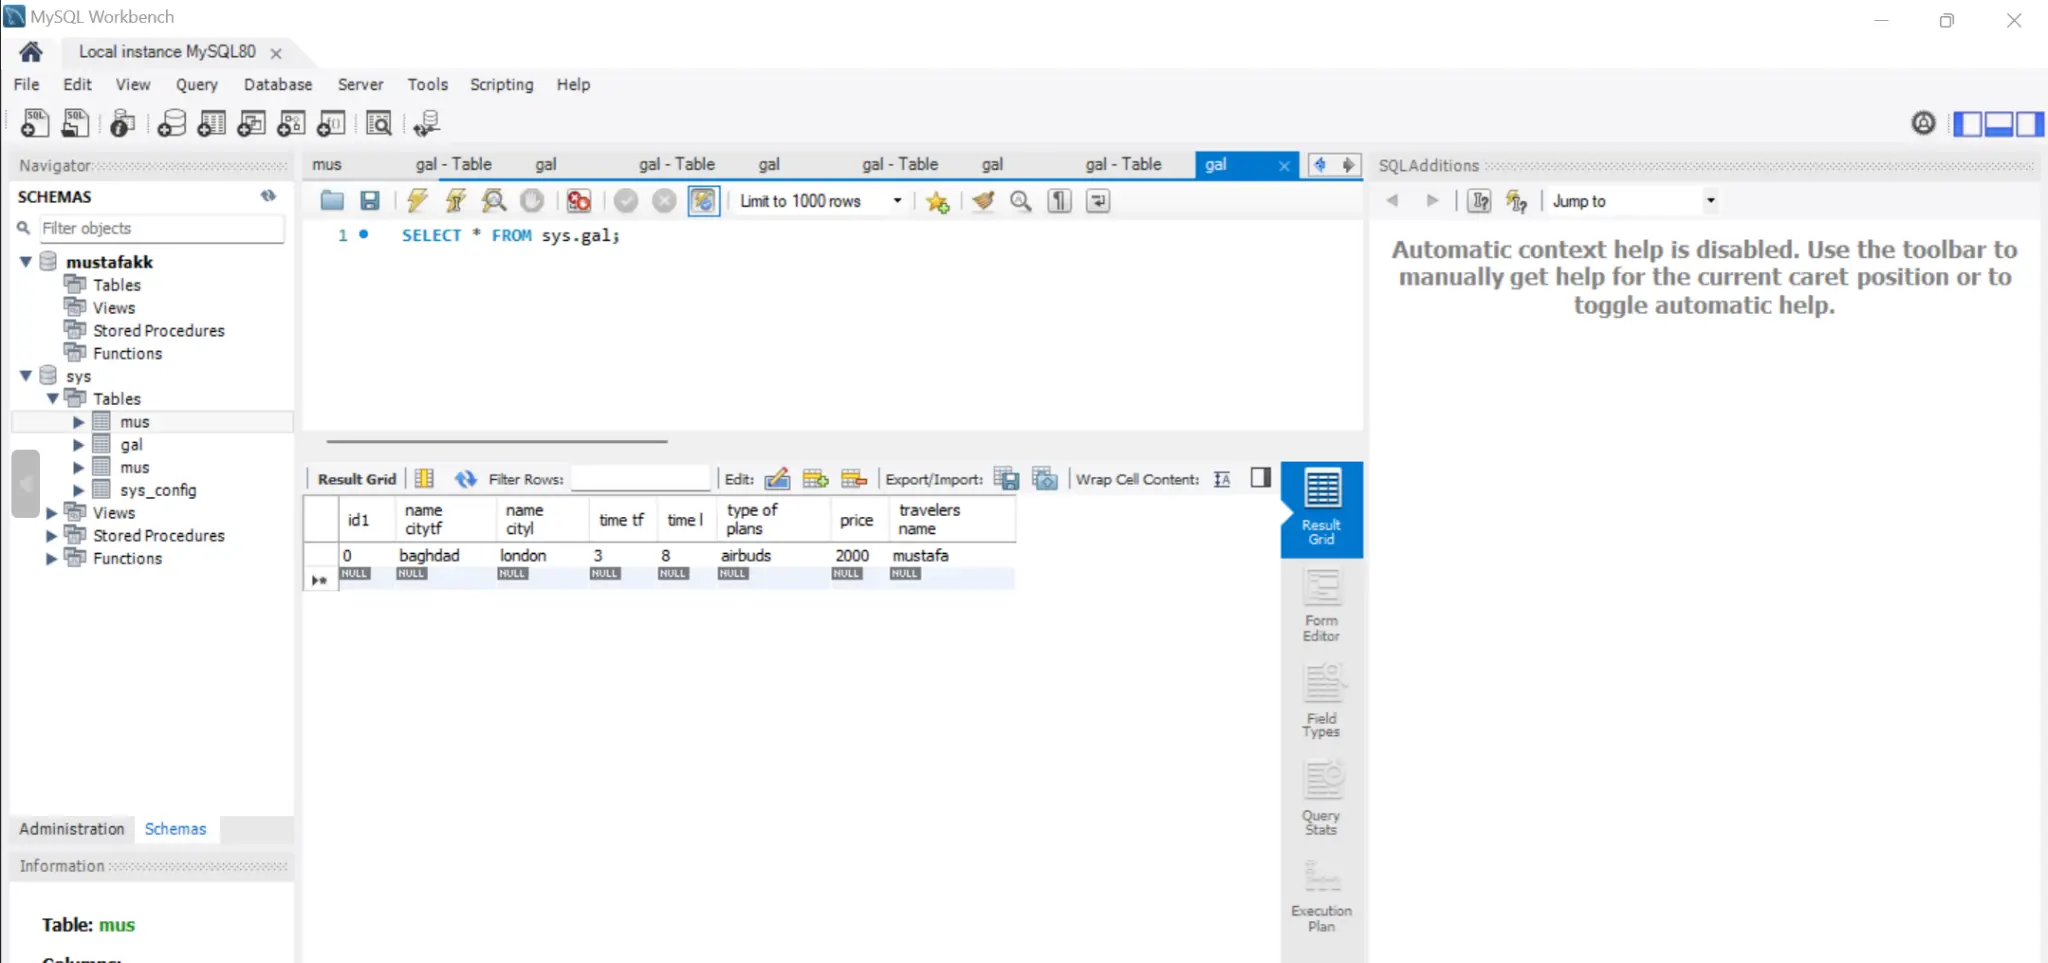 MySQL Workbench
Local instance MySQL80
File Edit View Query Database Server Tools Scripting Help
Navigator
SCHEMAS
Filter objects
mustafakk
Tables
Views
Stored Procedures
Functions
sys
Tables
mus
gal
mus
sys_config
Views
Stored Procedures
Functions
Administration Schemas
Information
Table: mus
Columns:
mus gal - Table gal gal - Table gal gal - Table gal gal - Table gal
Limit to 1000 rows
1 SELECT * FROM sys.gal;
Result Grid Filter Rows: Edit: Export/Import: Wrap Cell Content:
id1 name citytf name cityl time tf time l type of plans price travelers name
0 baghdad london 3 8 airbuds 2000 mustafa
NULL NULL NULL NULL NULL NULL NULL NULL
Result
Grid
Form
Editor
Field
Types
Query
Stats
Execution
Plan
SQLAdditions
Jump to
Automatic context help is disabled. Use the toolbar to
manually get help for the current caret position or to
toggle automatic help.